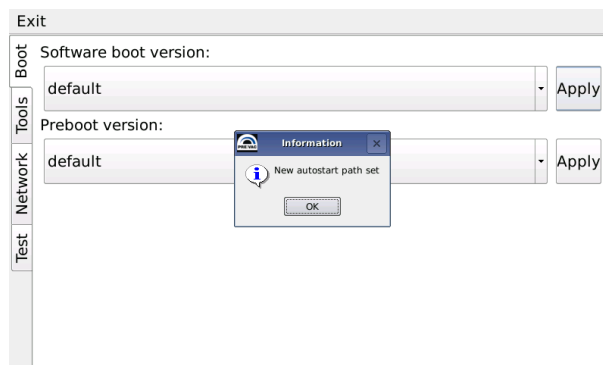 Exit
Boot
Tools
Network
Test
Software boot version:
default
Apply
Preboot version:
default
Apply
PREVAC
Information
New autostart path set
OK